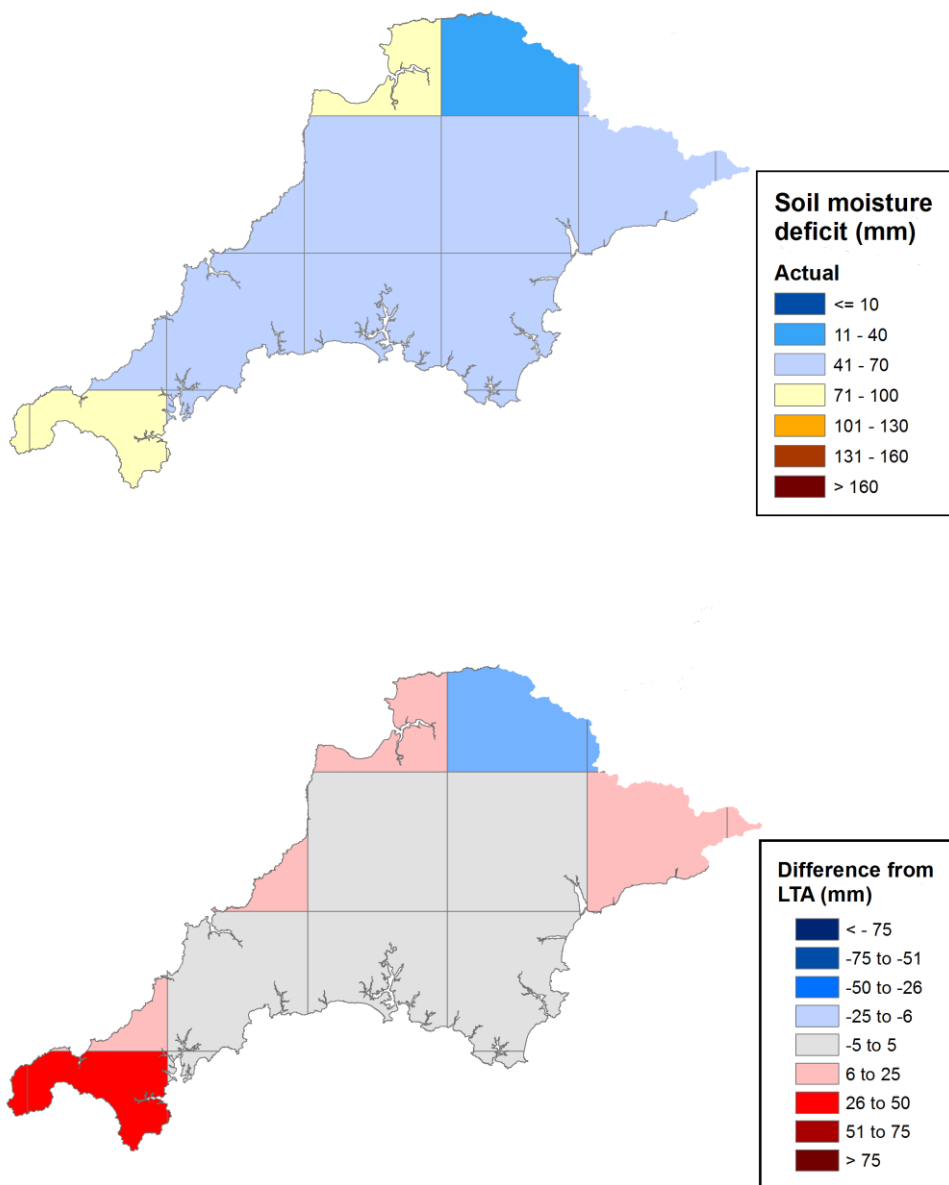 Soil moisture
deficit (mm)
Actual
<= 10
11 - 40
41 - 70
71 - 100
101 - 130
131 - 160
> 160
Difference from
LTA (mm)
< - 75
-75 to -51
-50 to -26
-25 to -6
-5 to 5
6 to 25
26 to 50
51 to 75
> 75